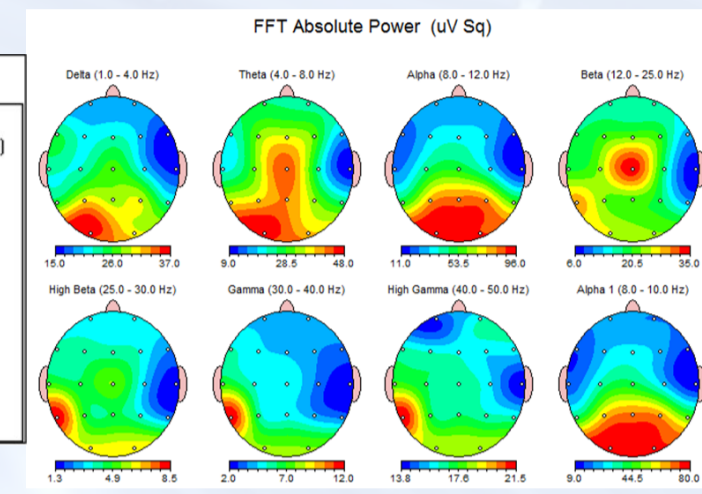 FFT Absolute Power (uV Sq)
)
Delta (1.0 - 4.0 Hz) Theta (4.0 - 8.0 Hz) Alpha (8.0 - 12.0 Hz) Beta (12.0 - 25.0 Hz)
15.0 26.0 37.0 9.0 28.5 48.0 11.0 53.5 96.0 6.0 20.5 35.0
High Beta (25.0 - 30.0 Hz) Gamma (30.0 - 40.0 Hz) High Gamma (40.0 - 50.0 Hz) Alpha 1 (8.0 - 10.0 Hz)
1.3 4.9 8.5 2.0 7.0 12.0 13.8 17.6 21.5 9.0 44.5 80.0